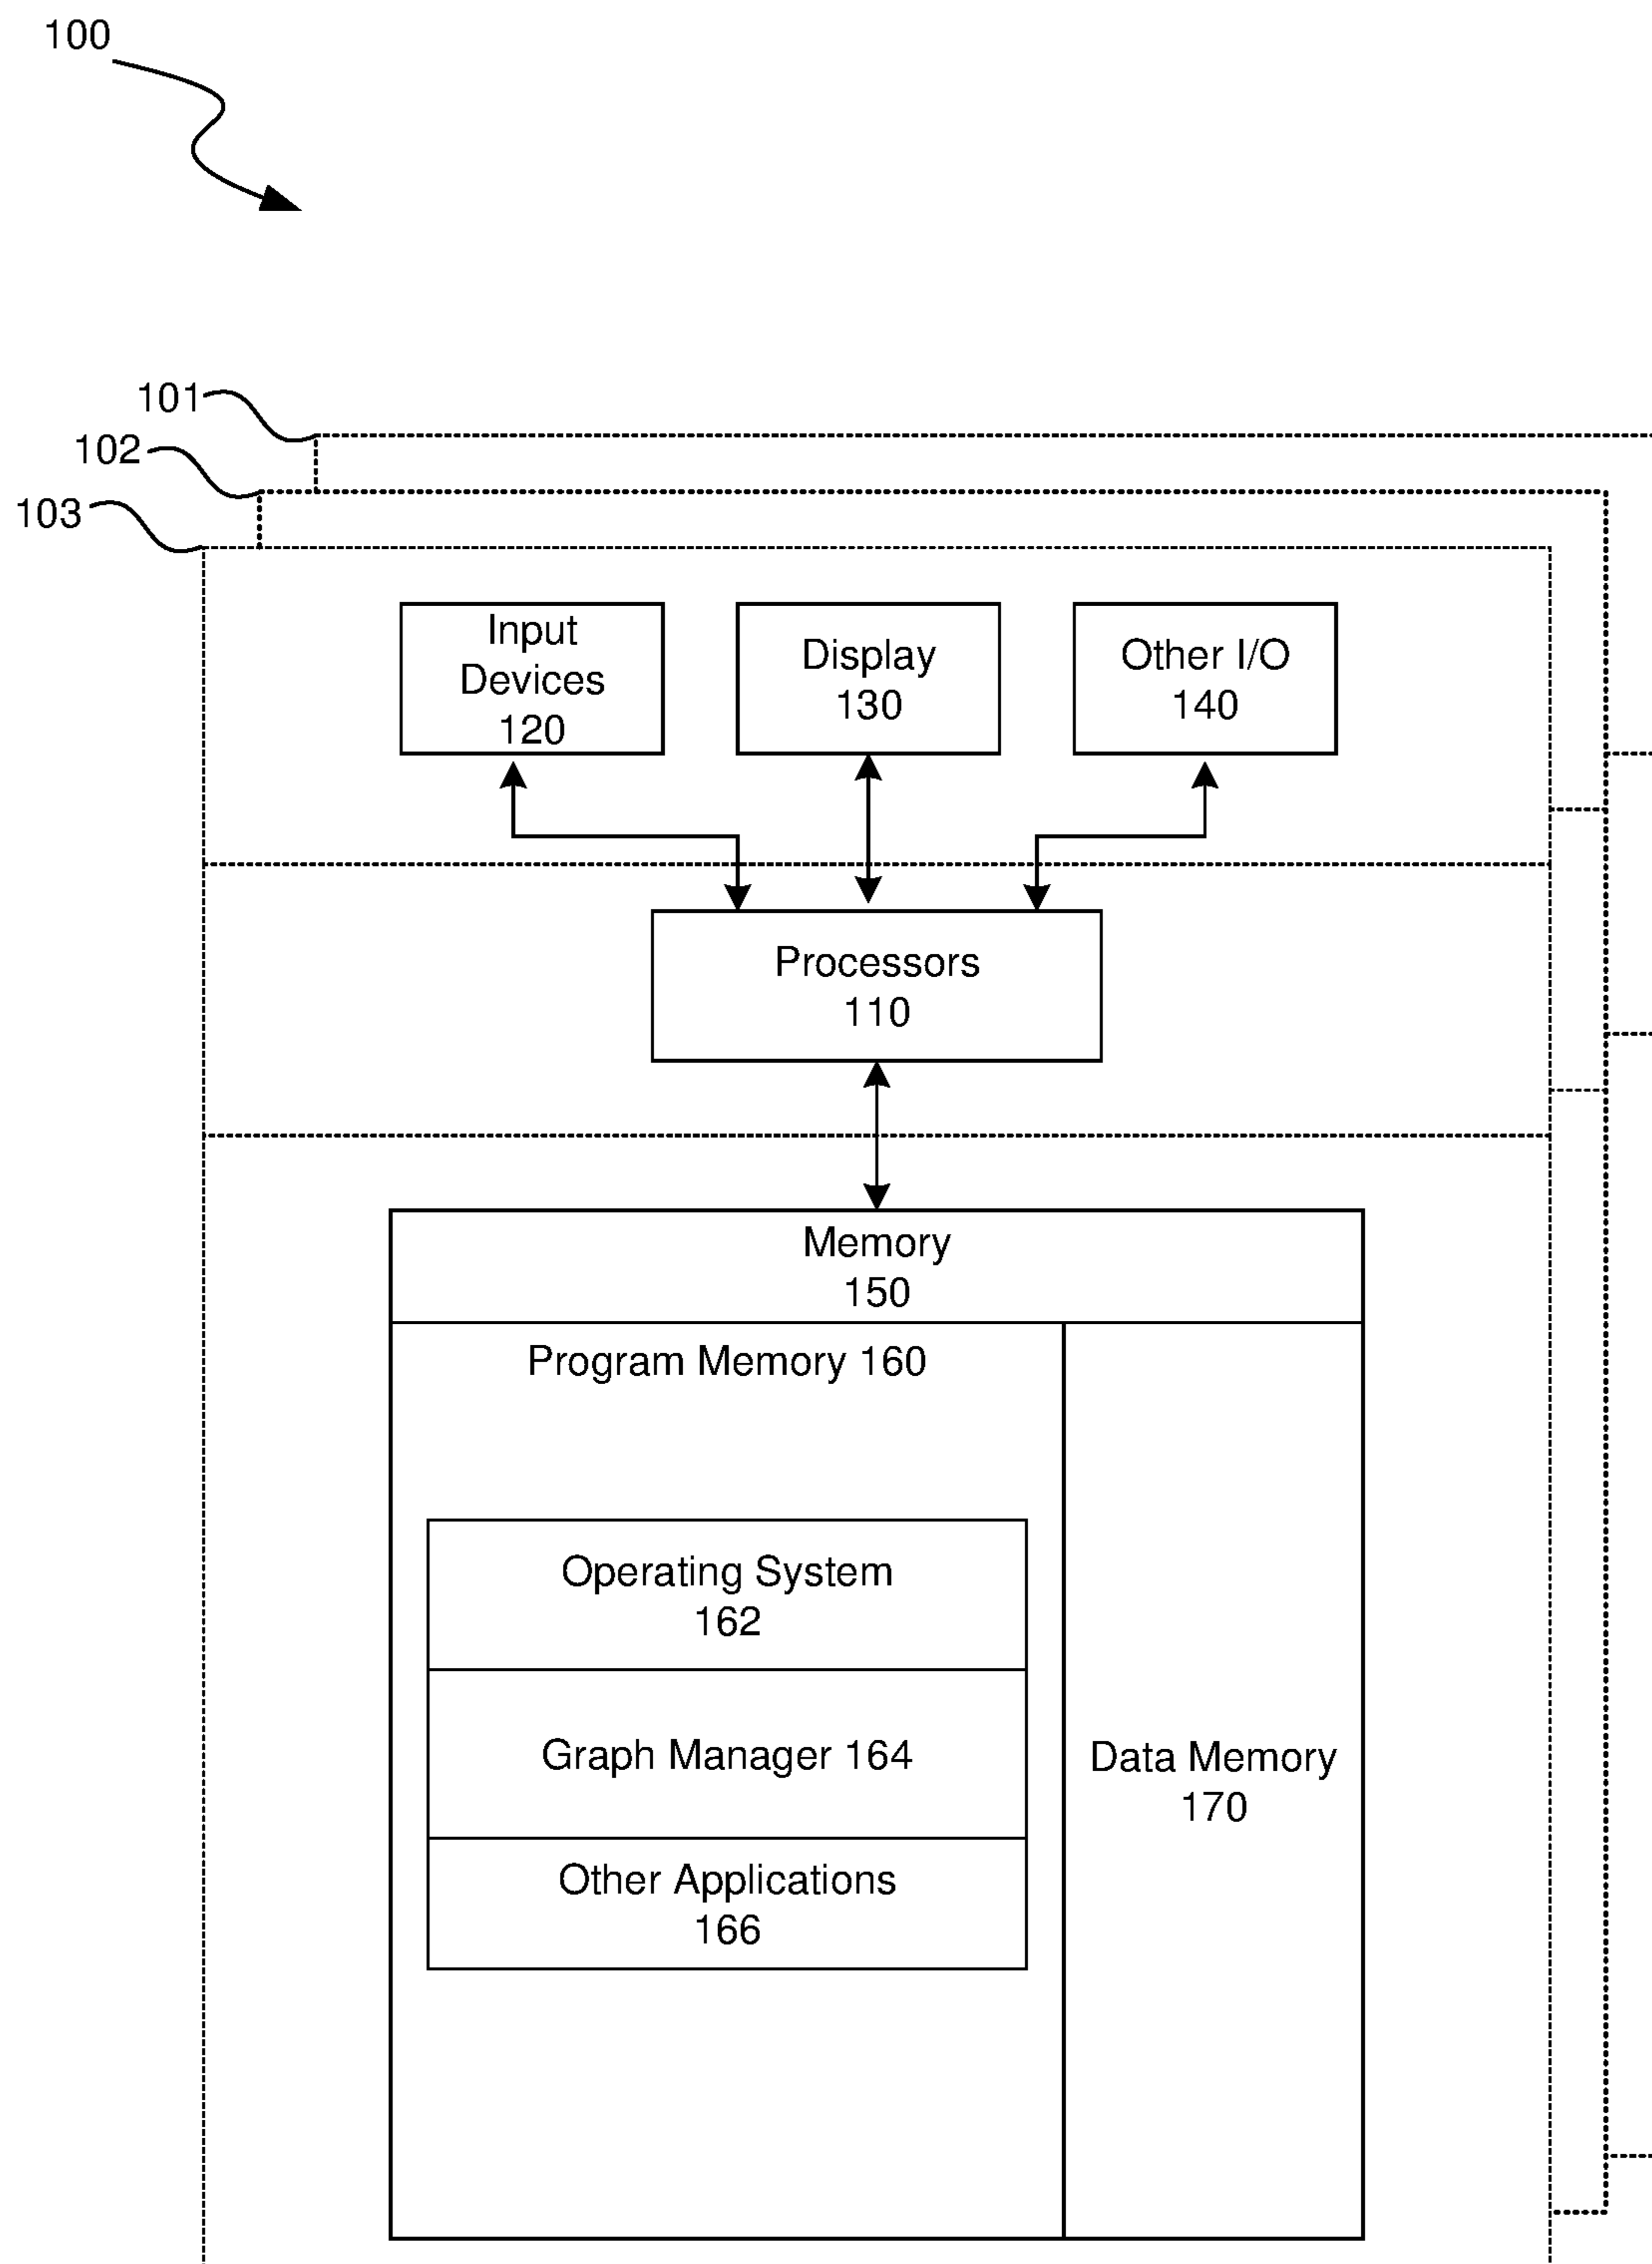 100
101
102
103
Input
Devices
120
Display
130
Other I/O
140
Processors
110
Memory
150
Program Memory 160
Operating System
162
Graph Manager 164
Other Applications
166
Data Memory
170